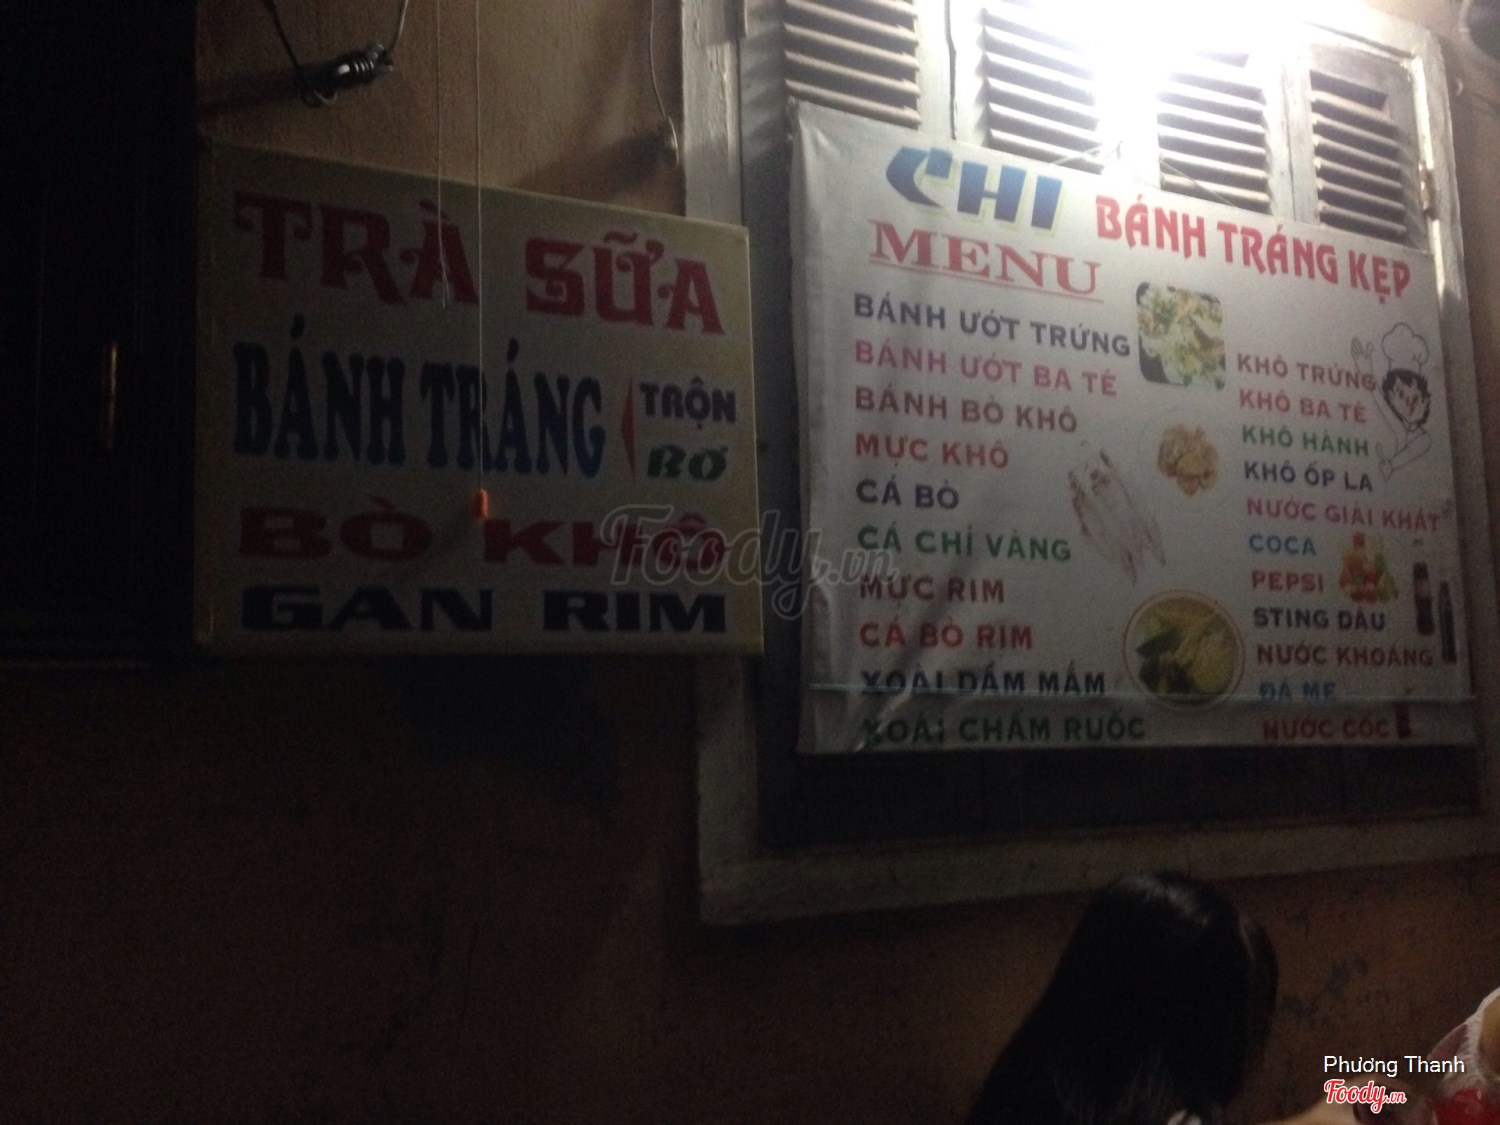 TRÀ SỮA
BÁNH TRÁNG TRỘN
BƠ
BÒ KHÔ
GAN RIM
CHI BÁNH TRÁNG KẸP
MENU
BÁNH ƯỚT TRỨNG
BÁNH ƯỚT BA TÊ
BÁNH BÒ KHÔ
MỰC KHÔ
CÁ BÒ
CÁ CHỈ VÀNG
MỰC RIM
CÁ BÒ RIM
XOÀI DẦM MẮM
XOÀI CHẤM RUỐC
KHÔ TRỨNG
KHÔ BA TÊ
KHÔ HÀNH
KHÔ ỐP LA
NƯỚC GIẢI KHÁT
COCA
PEPSI
STING DÂU
NƯỚC KHOÁNG
ĐÁ ME
NƯỚC CÓC
Foody.vn
Phương Thanh
Foody.vn